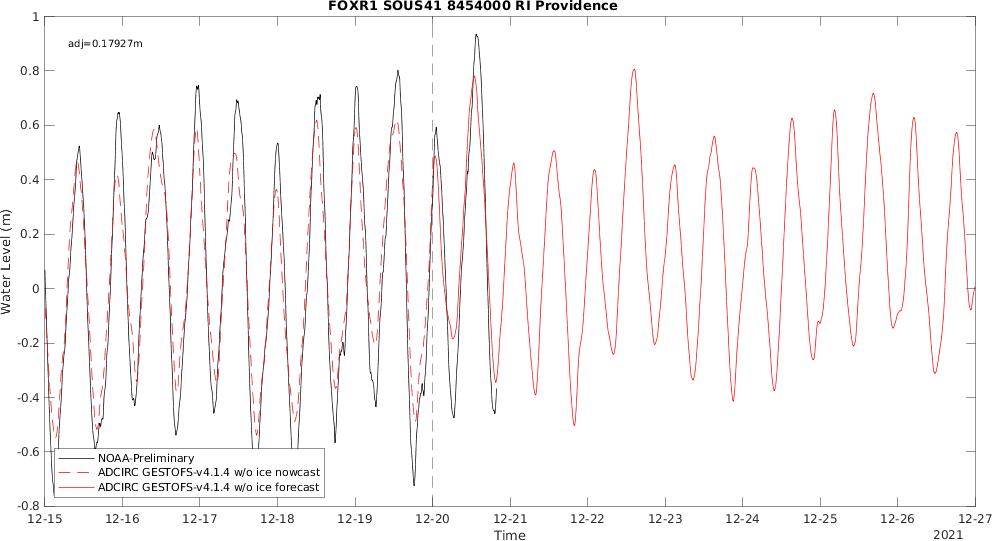 FOXR1 SOUS41 8454000 RI Providence
adj=0.17927m
Water Level (m)
1
0.8
0.6
0.4
0.2
0
-0.2
-0.4
-0.6
-0.8
NOAA-Preliminary
ADCIRC GESTOFS-v4.1.4 w/o ice nowcast
ADCIRC GESTOFS-v4.1.4 w/o ice forecast
12-15 12-16 12-17 12-18 12-19 12-20 12-21 12-22 12-23 12-24 12-25 12-26 12-27
Time
2021